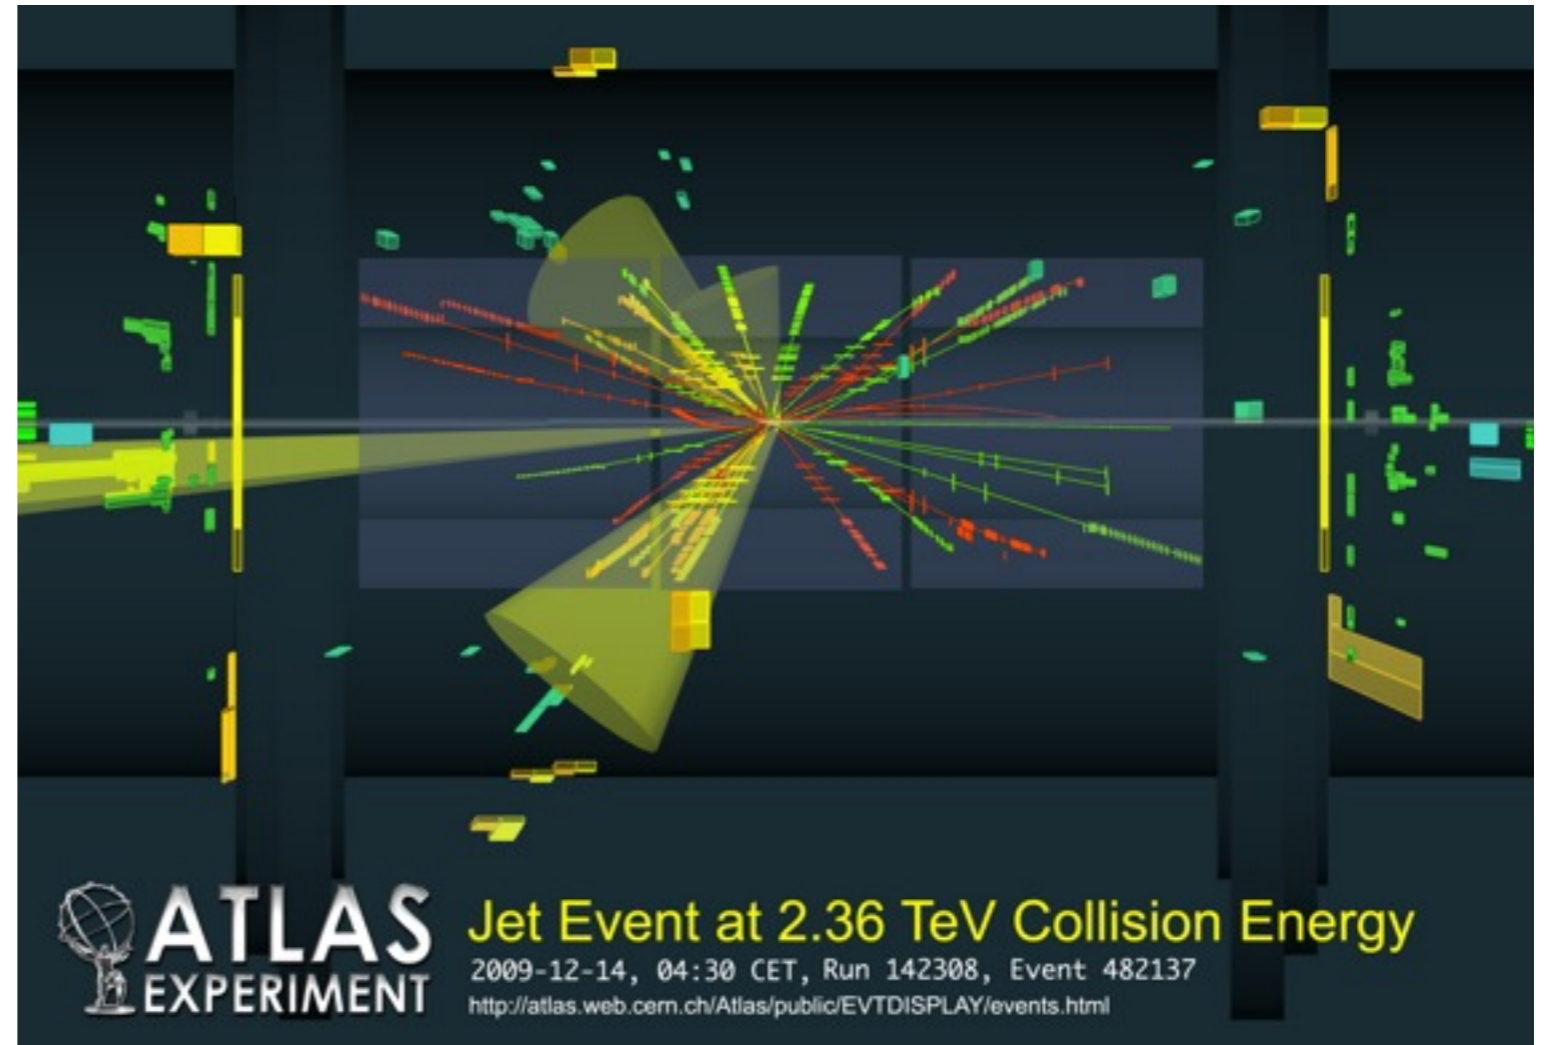 ATLAS
EXPERIMENT
Jet Event at 2.36 TeV Collision Energy
2009-12-14, 04:30 CET, Run 142308, Event 482137
http://atlas.web.cern.ch/Atlas/public/EVTDISPLAY/events.html